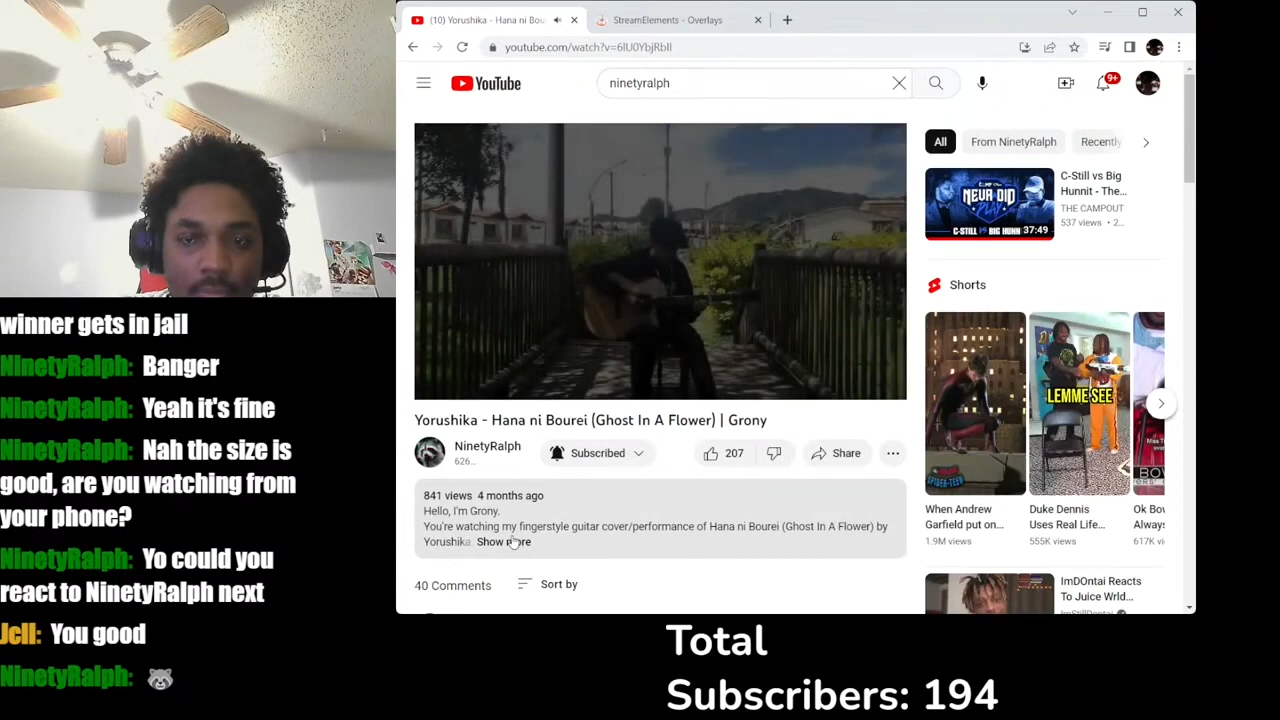 (10) Yorushika - Hana ni Bou
StreamElements - Overlays
youtube.com/watch?v=6lU0YbjRbII
YouTube
ninetyralph
9+
All
From NinetyRalph
Recently
NEVA DID
PLAY
C-STILL VS BIG HUNN
37:49
C-Still vs Big
Hunnit - The...
THE CAMPOUT
537 views • 2...
Shorts
LEMME SEE
When Andrew
Garfield put on...
1.9M views
Duke Dennis
Uses Real Life...
555K views
Ok Bo
Always
617K vi
ImDOntai Reacts
To Juice Wrld...
ImStillDontai
Yorushika - Hana ni Bourei (Ghost In A Flower) | Grony
NinetyRalph
626...
Subscribed
207
Share
841 views 4 months ago
Hello, I'm Grony.
You're watching my fingerstyle guitar cover/performance of Hana ni Bourei (Ghost In A Flower) by
Yorushika. Show more
40 Comments
Sort by
winner gets in jail
NinetyRalph: Banger
NinetyRalph: Yeah it's fine
NinetyRalph: Nah the size is
good, are you watching from
your phone?
NinetyRalph: Yo could you
react to NinetyRalph next
Jcll: You good
NinetyRalph: 🦝
Total
Subscribers: 194